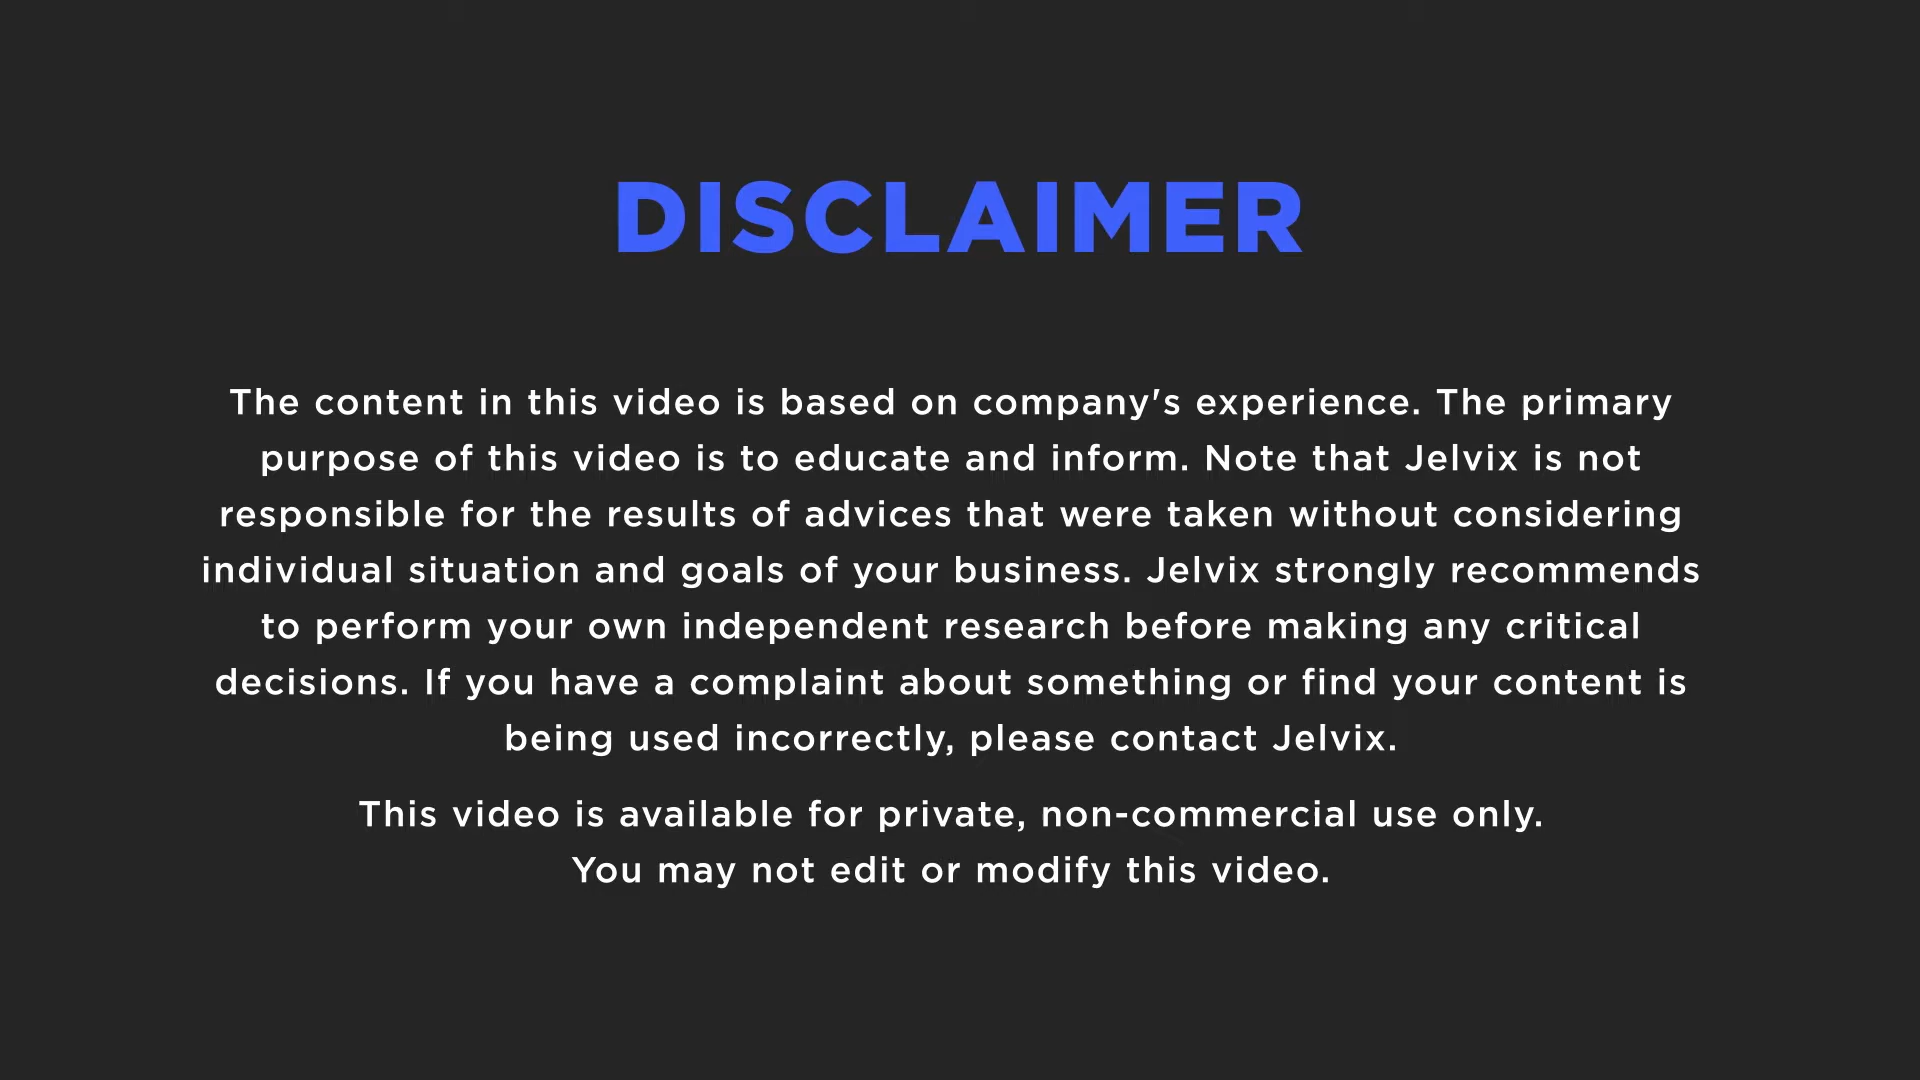 DISCLAIMER
The content in this video is based on company's experience. The primary
purpose of this video is to educate and inform. Note that Jelvix is not
responsible for the results of advices that were taken without considering
individual situation and goals of your business. Jelvix strongly recommends
to perform your own independent research before making any critical
decisions. If you have a complaint about something or find your content is
being used incorrectly, please contact Jelvix.
This video is available for private, non-commercial use only.
You may not edit or modify this video.